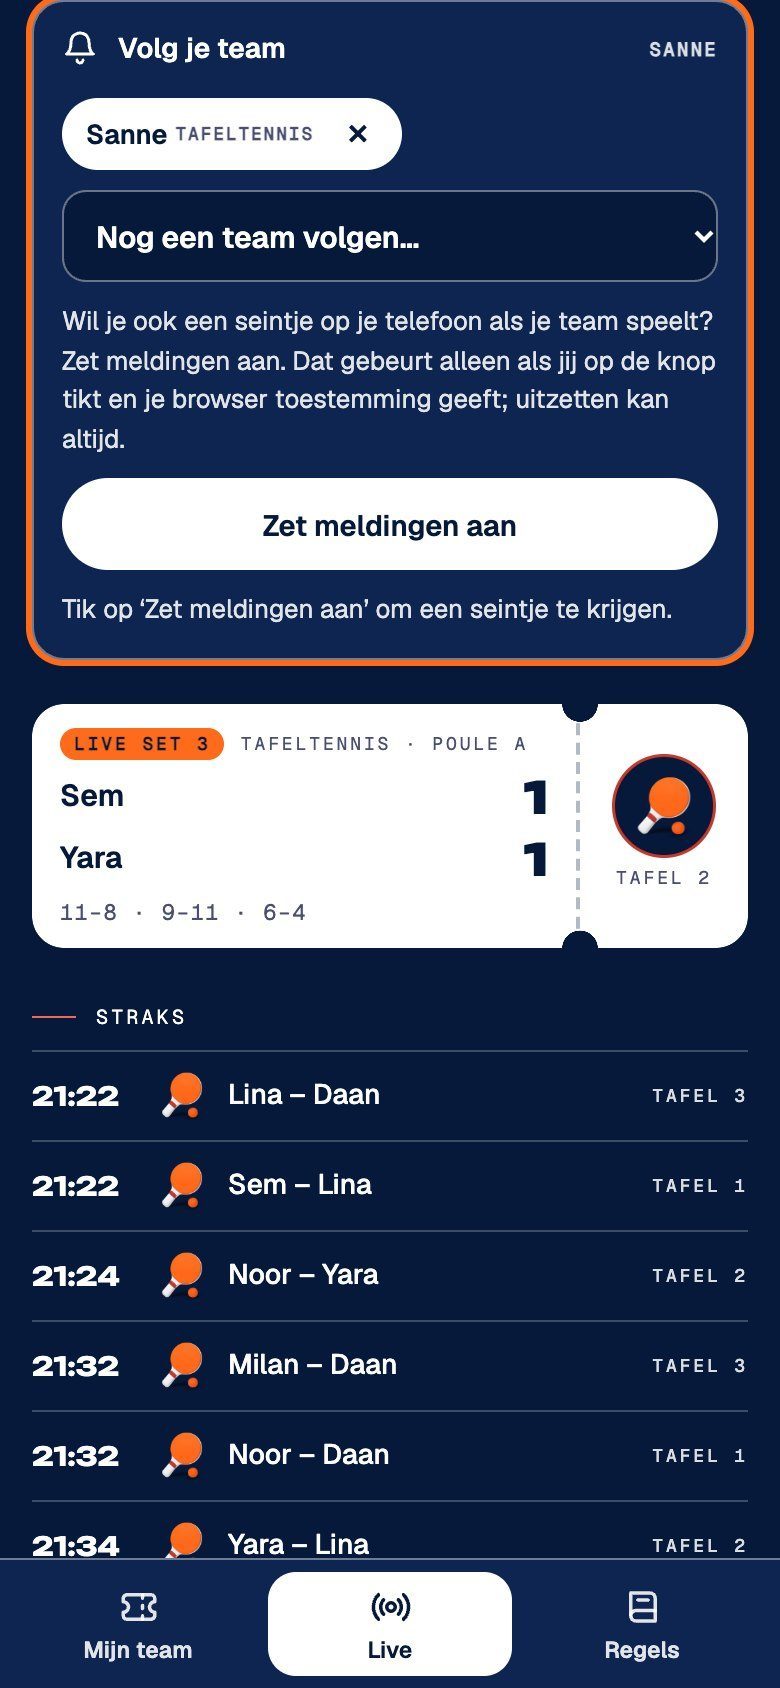 Volg je team SANNE
Sanne TAFELTENNIS ✕
Nog een team volgen...
Wil je ook een seintje op je telefoon als je team speelt?
Zet meldingen aan. Dat gebeurt alleen als jij op de knop
tikt en je browser toestemming geeft; uitzetten kan
altijd.
Zet meldingen aan
Tik op ‘Zet meldingen aan’ om een seintje te krijgen.
LIVE SET 3 TAFELTENNIS · POULE A
Sem 1
Yara 1
11–8 · 9–11 · 6–4
TAFEL 2
STRAKS
21:22 Lina – Daan TAFEL 3
21:22 Sem – Lina TAFEL 1
21:24 Noor – Yara TAFEL 2
21:32 Milan – Daan TAFEL 3
21:32 Noor – Daan TAFEL 1
21:34 Yara – Lina TAFEL 2
Mijn team Live Regels